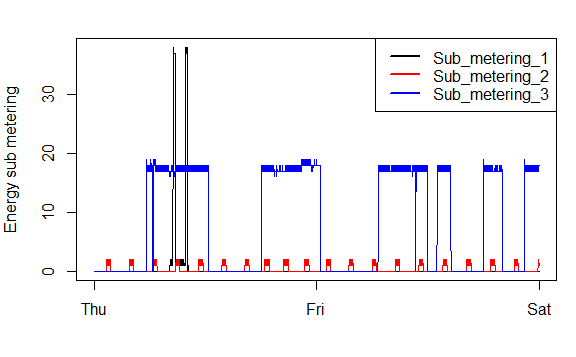 Sub_metering_1
Sub_metering_2
Sub_metering_3
Energy sub metering
30
20
10
0
Thu Fri Sat